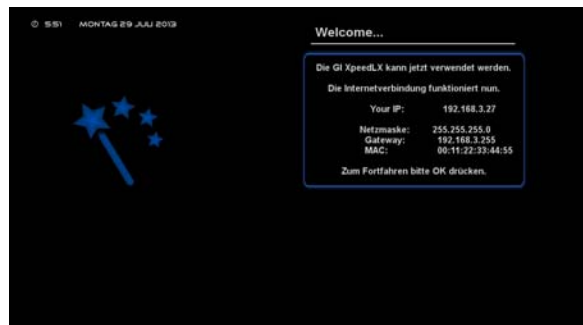 5:51 MONTAG 29 JULI 2013
Welcome...
Die GI XpeedLX kann jetzt verwendet werden.
Die Internetverbindung funktioniert nun.
Your IP: 192.168.3.27
Netzmaske: 255.255.255.0
Gateway: 192.168.3.255
MAC: 00:11:22:33:44:55
Zum Fortfahren bitte OK drücken.